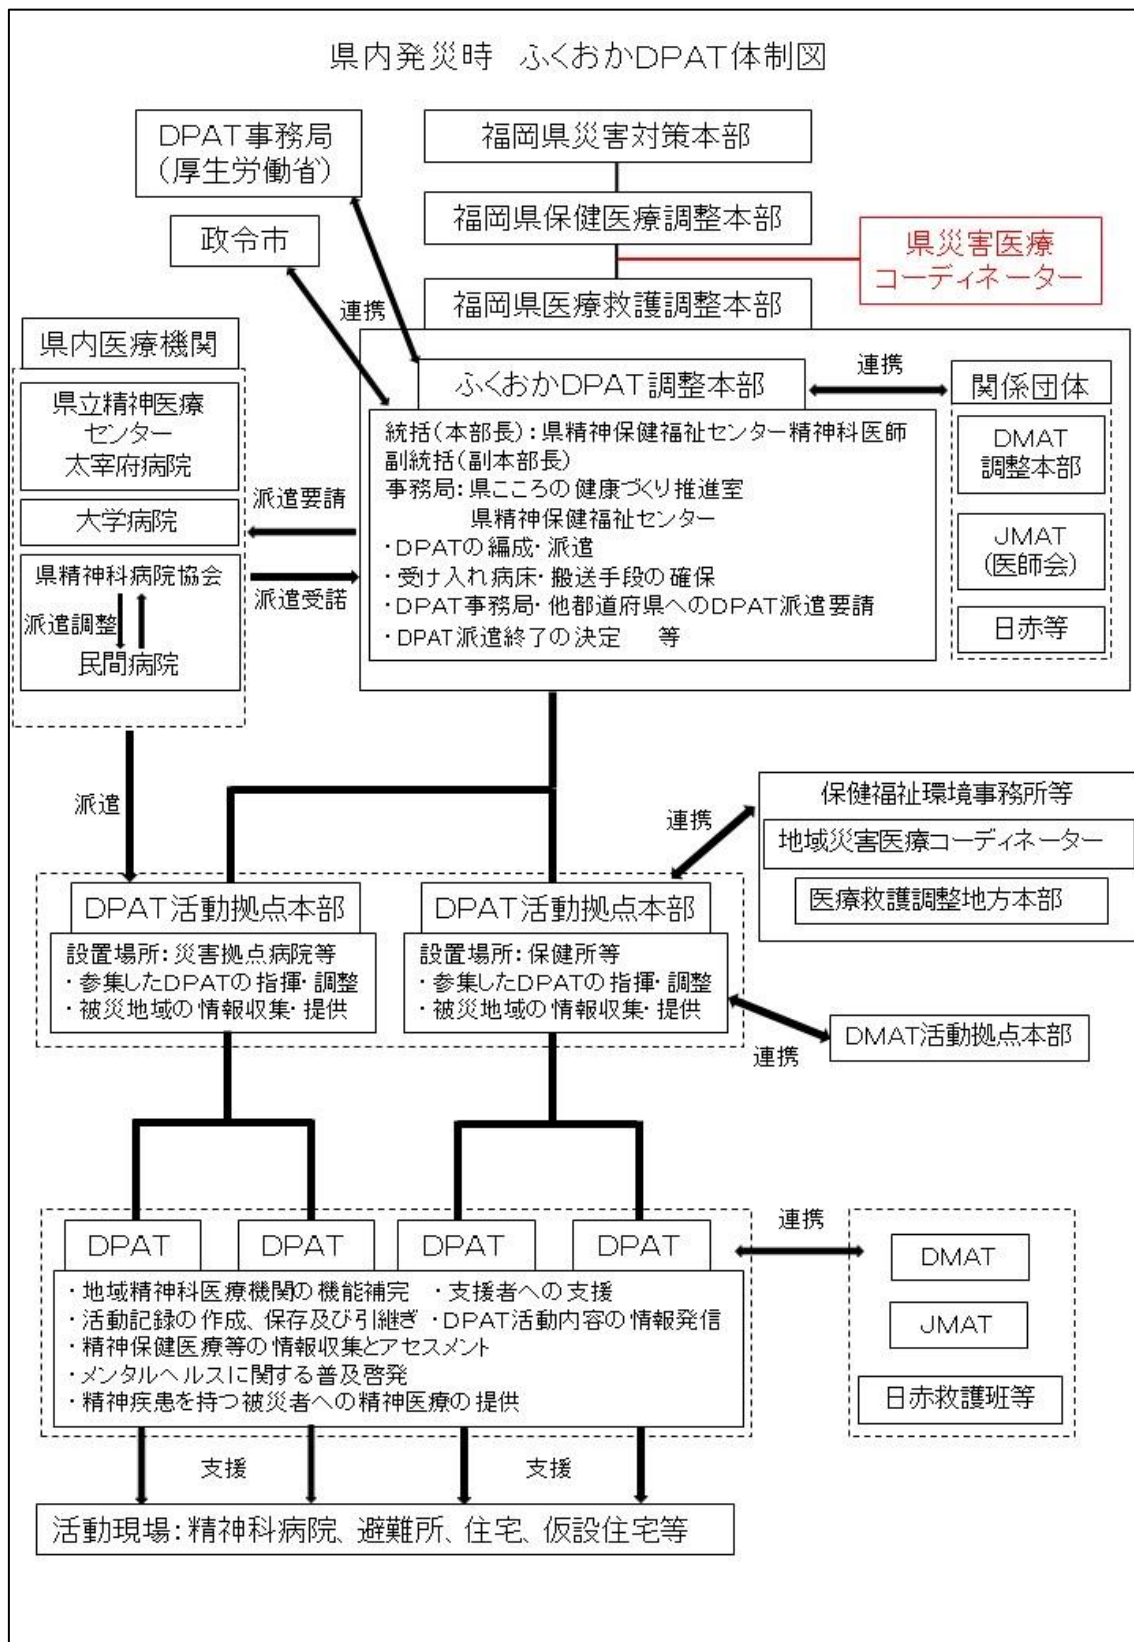 県内発災時 ふくおかDPAT体制図
DPAT事務局
(厚生労働省)
福岡県災害対策本部
福岡県保健医療調整本部
政令市
県災害医療
コーディネーター
福岡県医療救護調整本部
連携
県内医療機関
県立精神医療
センター
太宰府病院
大学病院
県精神科病院協会
派遣調整
民間病院
派遣要請
派遣受諾
ふくおかDPAT調整本部
統括(本部長):県精神保健福祉センター精神科医師
副統括(副本部長)
事務局:県こころの健康づくり推進室
県精神保健福祉センター
・DPATの編成・派遣
・受け入れ病床・搬送手段の確保
・DPAT事務局・他都道府県へのDPAT派遣要請
・DPAT派遣終了の決定 等
連携
関係団体
DMAT
調整本部
JMAT
(医師会)
日赤等
派遣
連携
保健福祉環境事務所等
地域災害医療コーディネーター
医療救護調整地方本部
DPAT活動拠点本部
設置場所:災害拠点病院等
・参集したDPATの指揮・調整
・被災地域の情報収集・提供
DPAT活動拠点本部
設置場所:保健所等
・参集したDPATの指揮・調整
・被災地域の情報収集・提供
連携
DMAT活動拠点本部
DPAT
DPAT
DPAT
DPAT
・地域精神科医療機関の機能補完 ・支援者への支援
・活動記録の作成、保存及び引継ぎ ・DPAT活動内容の情報発信
・精神保健医療等の情報収集とアセスメント
・メンタルヘルスに関する普及啓発
・精神疾患を持つ被災者への精神医療の提供
連携
DMAT
JMAT
日赤救護班等
支援
支援
活動現場:精神科病院、避難所、住宅、仮設住宅等